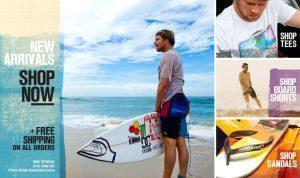 NEW
ARRIVALS
SHOP
NOW
+ FREE
SHIPPING
ON ALL ORDERS
SHOP
TEES
SHOP
BOARD
SHORTS
SHOP
SANDALS